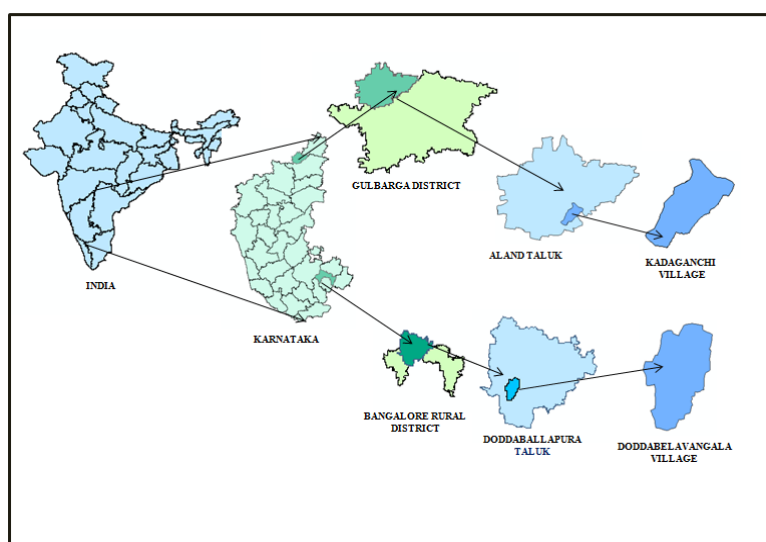 INDIA
KARNATAKA
GULBARGA DISTRICT
ALAND TALUK
KADAGANCHI
VILLAGE
BANGALORE RURAL
DISTRICT
DODDABALLAPURA
TALUK
DODDABELAVANGALA
VILLAGE